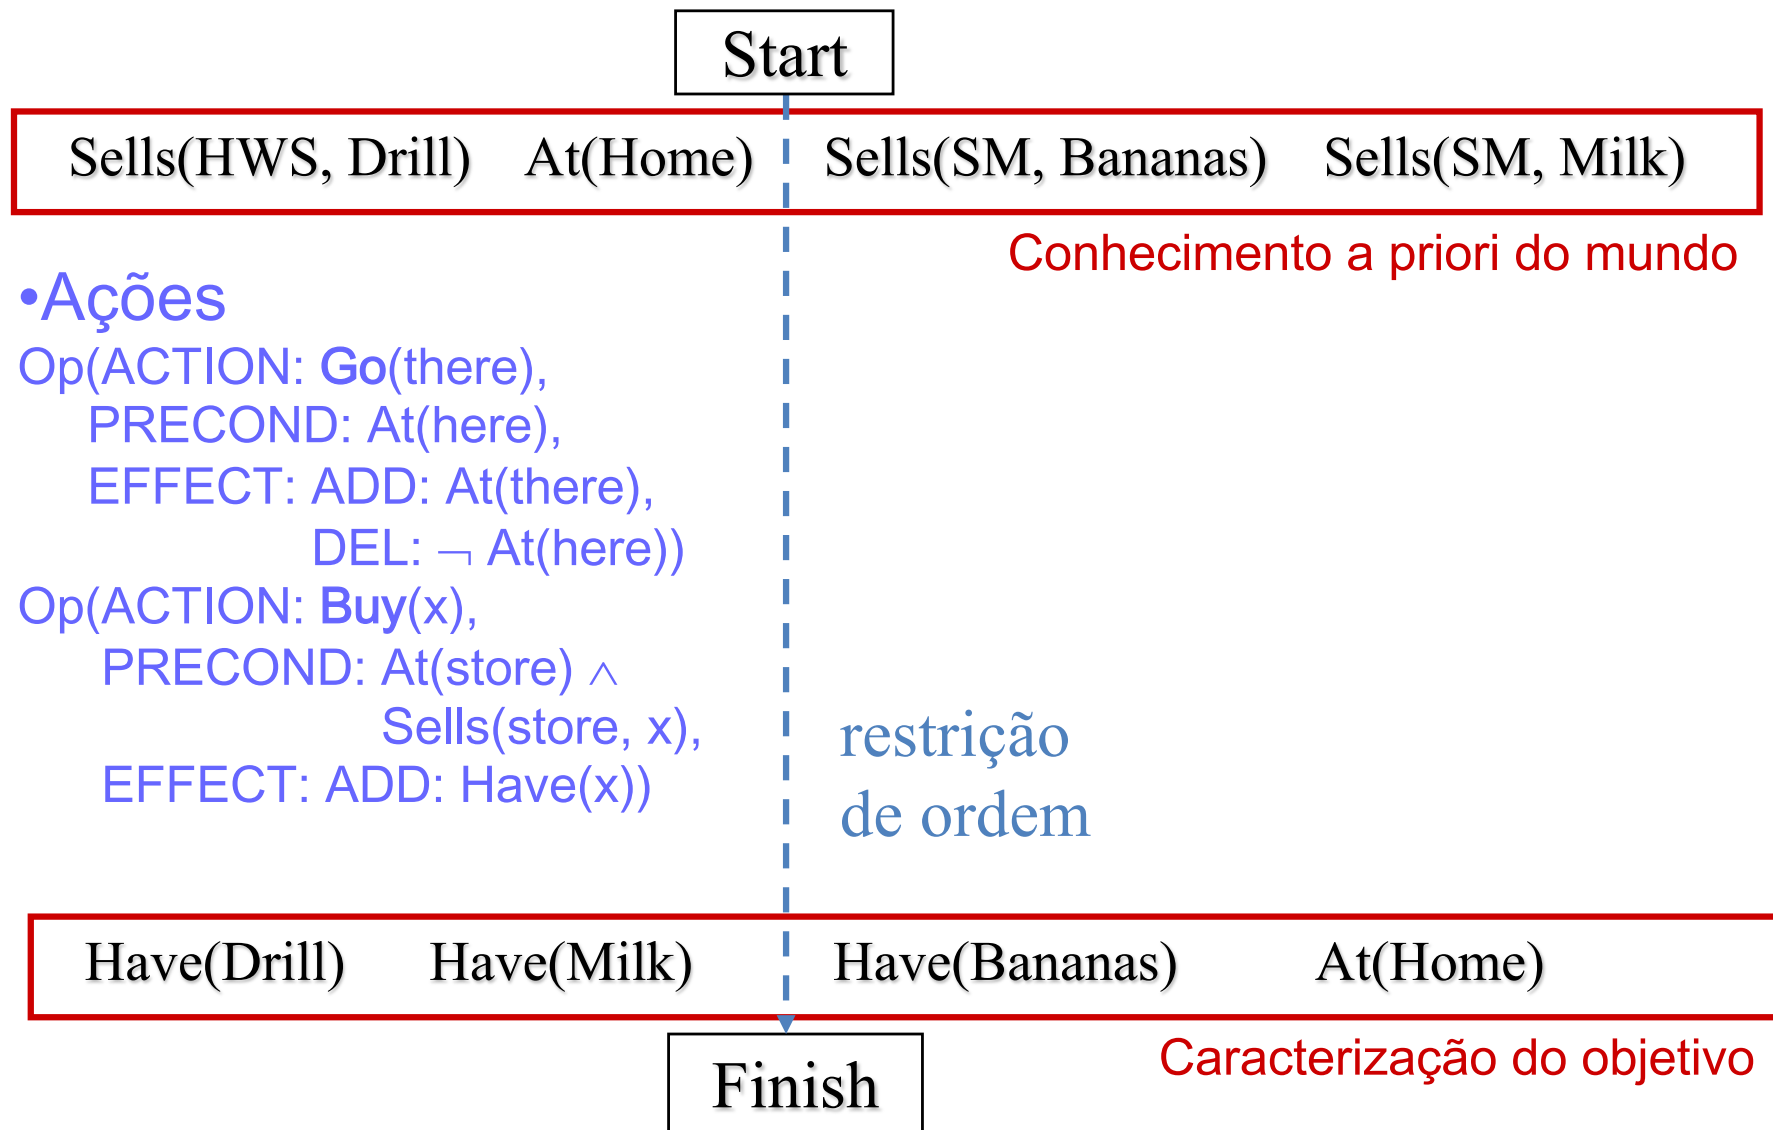 Start
Sells(HWS, Drill) At(Home) Sells(SM, Bananas) Sells(SM, Milk)
Conhecimento a priori do mundo
•Ações
Op(ACTION: Go(there),
PRECOND: At(here),
EFFECT: ADD: At(there),
DEL: ¬ At(here))
Op(ACTION: Buy(x),
PRECOND: At(store) ∧
Sells(store, x),
EFFECT: ADD: Have(x))
restrição
de ordem
Have(Drill) Have(Milk) Have(Bananas) At(Home)
Caracterização do objetivo
Finish